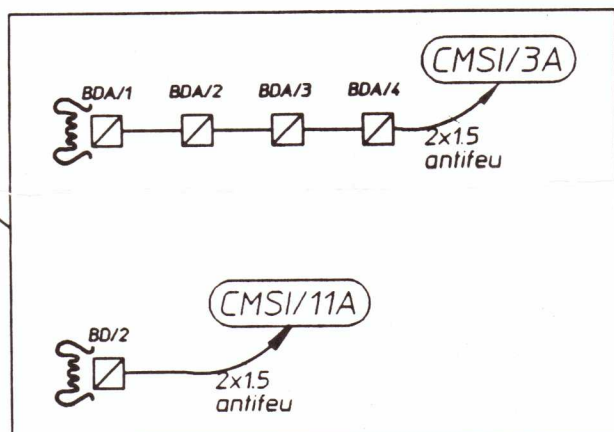 CMSI/3A
BDA/1 BDA/2 BDA/3 BDA/4
2x1.5
antifeu
CMSI/11A
BD/2
2x1.5
antifeu